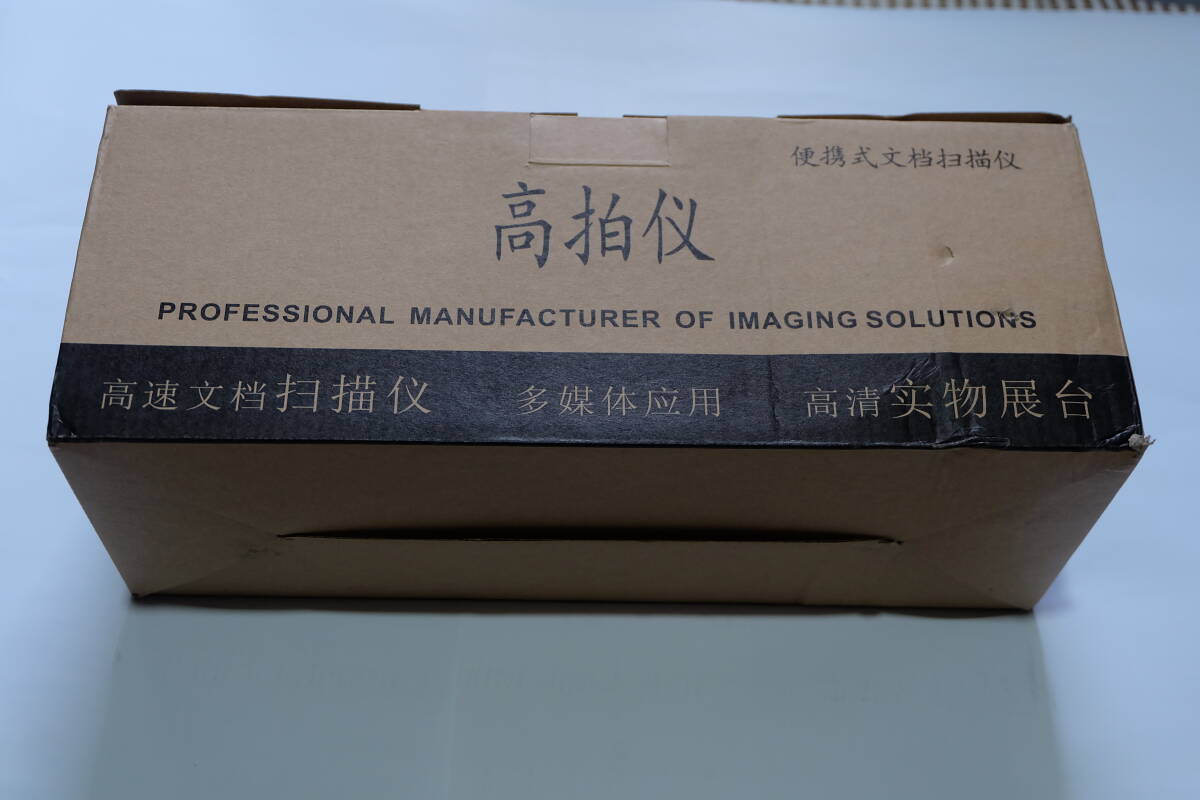 便携式文档扫描仪
高拍仪
PROFESSIONAL MANUFACTURER OF IMAGING SOLUTIONS
高速文档扫描仪 多媒体应用 高清实物展台